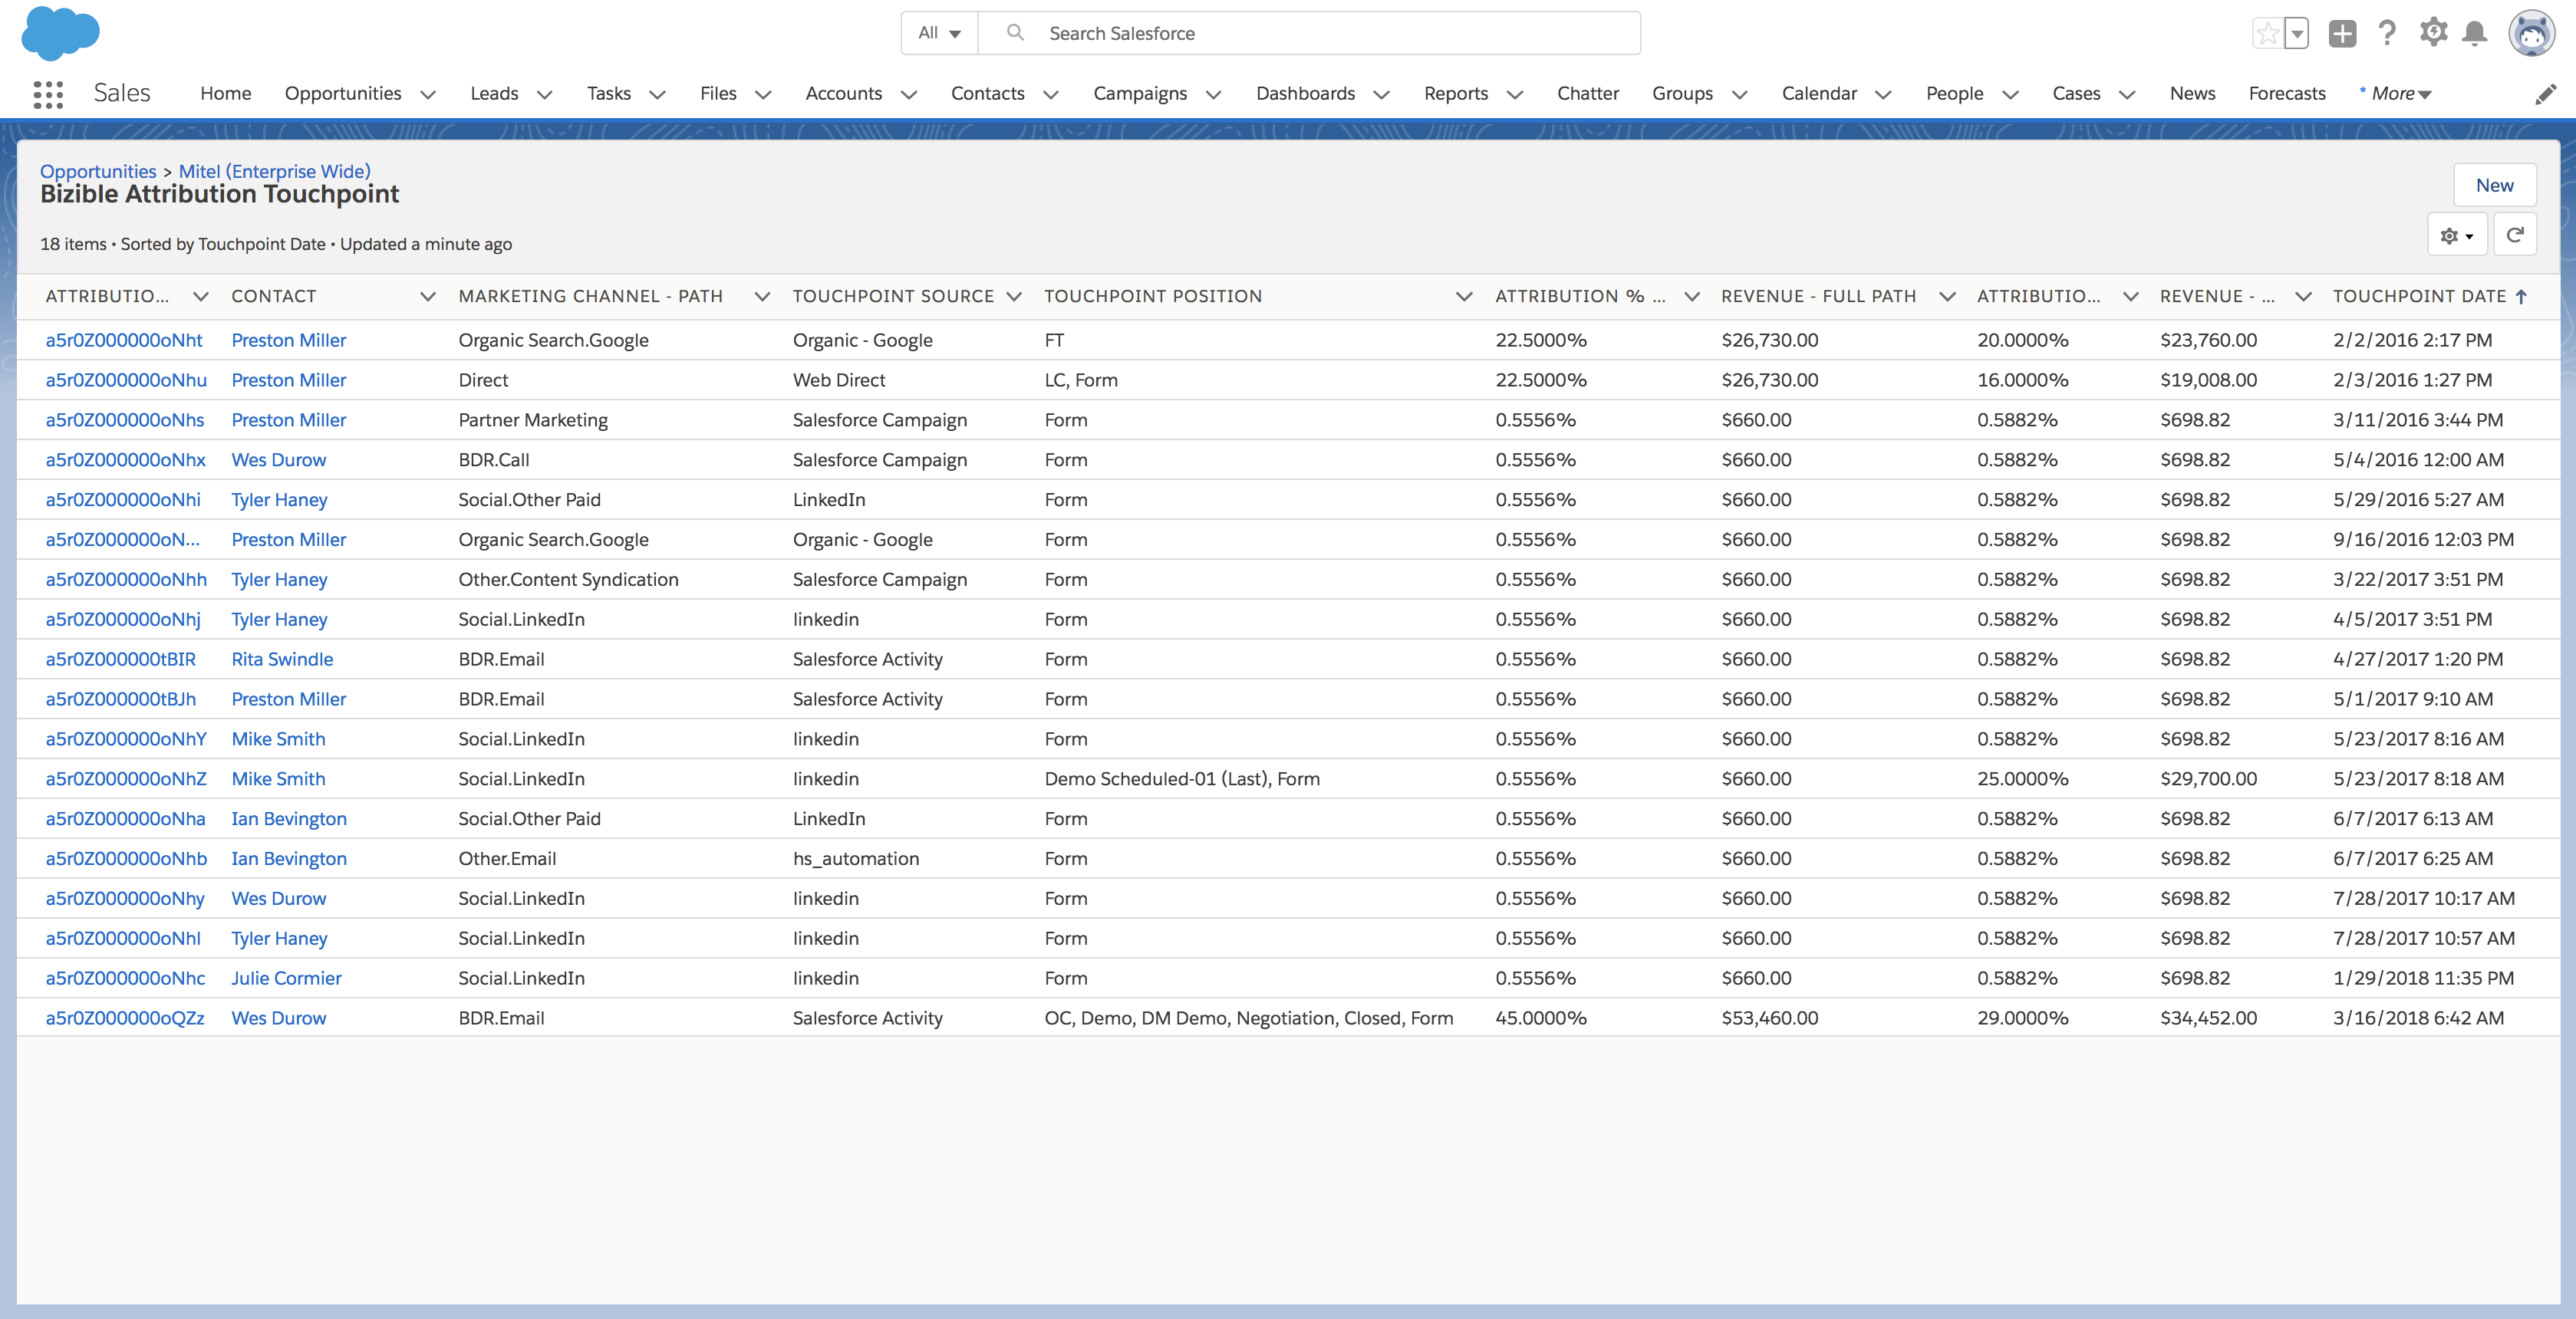 All Search Salesforce
Sales Home Opportunities Leads Tasks Files Accounts Contacts Campaigns Dashboards Reports Chatter Groups Calendar People Cases News Forecasts * More
Opportunities > Mitel (Enterprise Wide)
Bizible Attribution Touchpoint
New
18 items • Sorted by Touchpoint Date • Updated a minute ago
ATTRIBUTIO... CONTACT MARKETING CHANNEL - PATH TOUCHPOINT SOURCE TOUCHPOINT POSITION ATTRIBUTION % ... REVENUE - FULL PATH ATTRIBUTIO... REVENUE - ... TOUCHPOINT DATE ↑
a5r0Z000000oNht Preston Miller Organic Search.Google Organic - Google FT 22.5000% $26,730.00 20.0000% $23,760.00 2/2/2016 2:17 PM
a5r0Z000000oNhu Preston Miller Direct Web Direct LC, Form 22.5000% $26,730.00 16.0000% $19,008.00 2/3/2016 1:27 PM
a5r0Z000000oNhs Preston Miller Partner Marketing Salesforce Campaign Form 0.5556% $660.00 0.5882% $698.82 3/11/2016 3:44 PM
a5r0Z000000oNhx Wes Durow BDR.Call Salesforce Campaign Form 0.5556% $660.00 0.5882% $698.82 5/4/2016 12:00 AM
a5r0Z000000oNhi Tyler Haney Social.Other Paid LinkedIn Form 0.5556% $660.00 0.5882% $698.82 5/29/2016 5:27 AM
a5r0Z000000oN... Preston Miller Organic Search.Google Organic - Google Form 0.5556% $660.00 0.5882% $698.82 9/16/2016 12:03 PM
a5r0Z000000oNhh Tyler Haney Other.Content Syndication Salesforce Campaign Form 0.5556% $660.00 0.5882% $698.82 3/22/2017 3:51 PM
a5r0Z000000oNhj Tyler Haney Social.LinkedIn linkedin Form 0.5556% $660.00 0.5882% $698.82 4/5/2017 3:51 PM
a5r0Z000000tBIR Rita Swindle BDR.Email Salesforce Activity Form 0.5556% $660.00 0.5882% $698.82 4/27/2017 1:20 PM
a5r0Z000000tBJh Preston Miller BDR.Email Salesforce Activity Form 0.5556% $660.00 0.5882% $698.82 5/1/2017 9:10 AM
a5r0Z000000oNhY Mike Smith Social.LinkedIn linkedin Form 0.5556% $660.00 0.5882% $698.82 5/23/2017 8:16 AM
a5r0Z000000oNhZ Mike Smith Social.LinkedIn linkedin Demo Scheduled-01 (Last), Form 0.5556% $660.00 25.0000% $29,700.00 5/23/2017 8:18 AM
a5r0Z000000oNha Ian Bevington Social.Other Paid LinkedIn Form 0.5556% $660.00 0.5882% $698.82 6/7/2017 6:13 AM
a5r0Z000000oNhb Ian Bevington Other.Email hs_automation Form 0.5556% $660.00 0.5882% $698.82 6/7/2017 6:25 AM
a5r0Z000000oNhy Wes Durow Social.LinkedIn linkedin Form 0.5556% $660.00 0.5882% $698.82 7/28/2017 10:17 AM
a5r0Z000000oNhl Tyler Haney Social.LinkedIn linkedin Form 0.5556% $660.00 0.5882% $698.82 7/28/2017 10:57 AM
a5r0Z000000oNhc Julie Cormier Social.LinkedIn linkedin Form 0.5556% $660.00 0.5882% $698.82 1/29/2018 11:35 PM
a5r0Z000000oQZz Wes Durow BDR.Email Salesforce Activity OC, Demo, DM Demo, Negotiation, Closed, Form 45.0000% $53,460.00 29.0000% $34,452.00 3/16/2018 6:42 AM